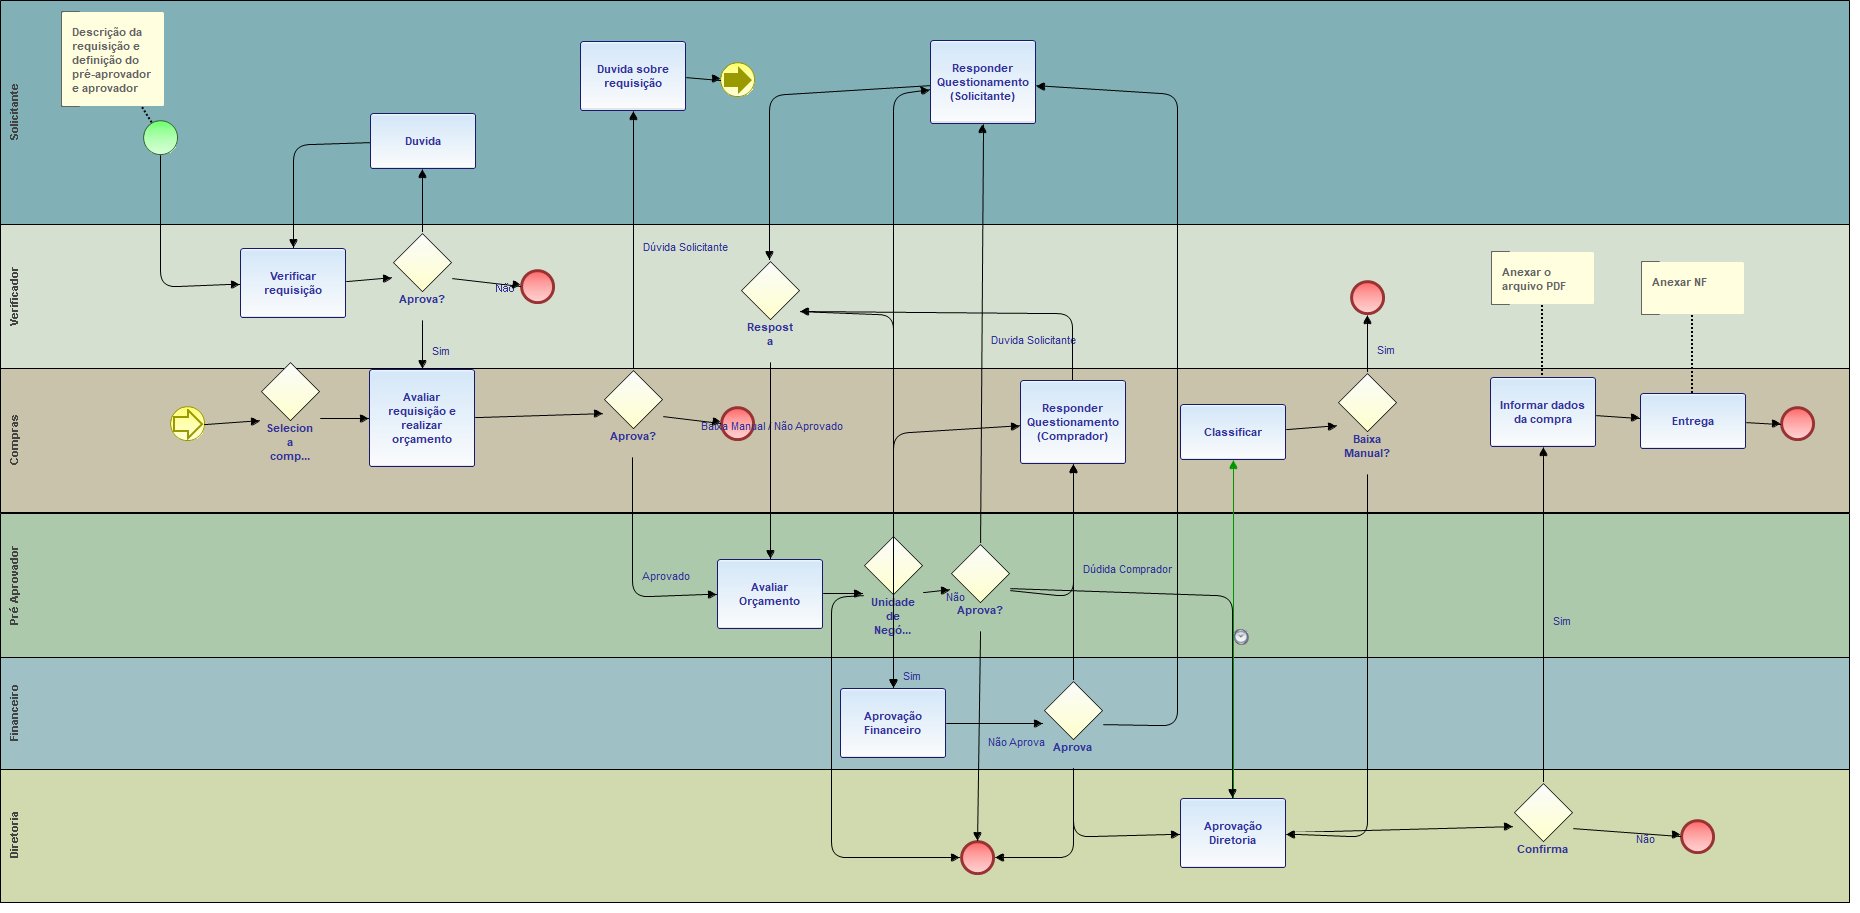 Solicitante
Descrição da
requisição e
definição do
pré-aprovador
e aprovador
Duvida
Duvida sobre
requisição
Responder
Questionamento
(Solicitante)
Verificador
Verificar
requisição
Aprova?
Não
Sim
Dúvida Solicitante
Respost
a
Duvida Solicitante
Sim
Anexar o
arquivo PDF
Anexar NF
Compras
Selecion
a
comp...
Avaliar
requisição e
realizar
orçamento
Aprova?
Baixa Manual / Não Aprovado
Responder
Questionamento
(Comprador)
Classificar
Baixa
Manual?
Informar dados
da compra
Entrega
Pré Aprovador
Aprovado
Avaliar
Orçamento
Unidade
de
Negó...
Não
Aprova?
Dúdida Comprador
Sim
Financeiro
Sim
Aprovação
Financeiro
Não Aprova
Aprova
Diretoria
Aprovação
Diretoria
Confirma
Não